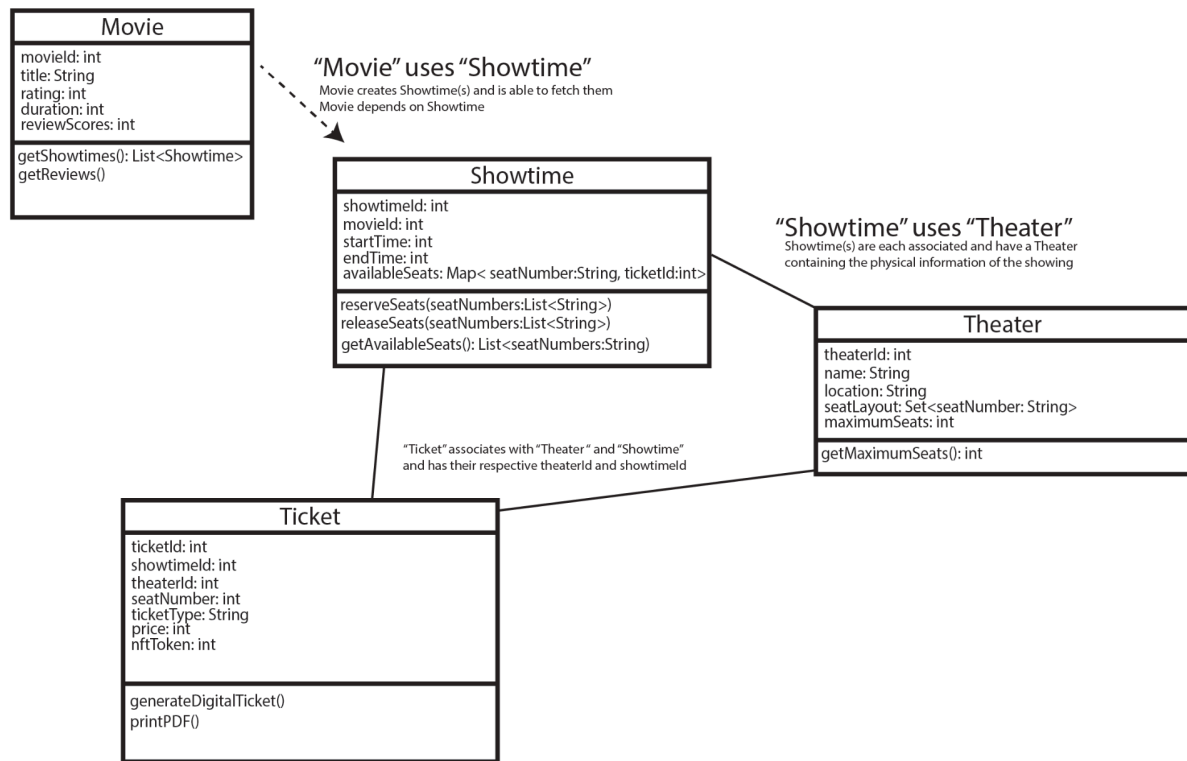 Movie
movieId: int
title: String
rating: int
duration: int
reviewScores: int
getShowtimes(): List<Showtime>
getReviews()
“Movie” uses “Showtime”
Movie creates Showtime(s) and is able to fetch them
Movie depends on Showtime
Showtime
showtimeId: int
movieId: int
startTime: int
endTime: int
availableSeats: Map< seatNumber:String, ticketId:int>
reserveSeats(seatNumbers:List<String>)
releaseSeats(seatNumbers:List<String>)
getAvailableSeats(): List<seatNumbers:String)
“Showtime” uses “Theater”
Showtime(s) are each associated and have a Theater
containing the physical information of the showing
Theater
theaterId: int
name: String
location: String
seatLayout: Set<seatNumber: String>
maximumSeats: int
getMaximumSeats(): int
“Ticket” associates with “Theater“ and “Showtime”
and has their respective theaterId and showtimeId
Ticket
ticketId: int
showtimeId: int
theaterId: int
seatNumber: int
ticketType: String
price: int
nftToken: int
generateDigitalTicket()
printPDF()